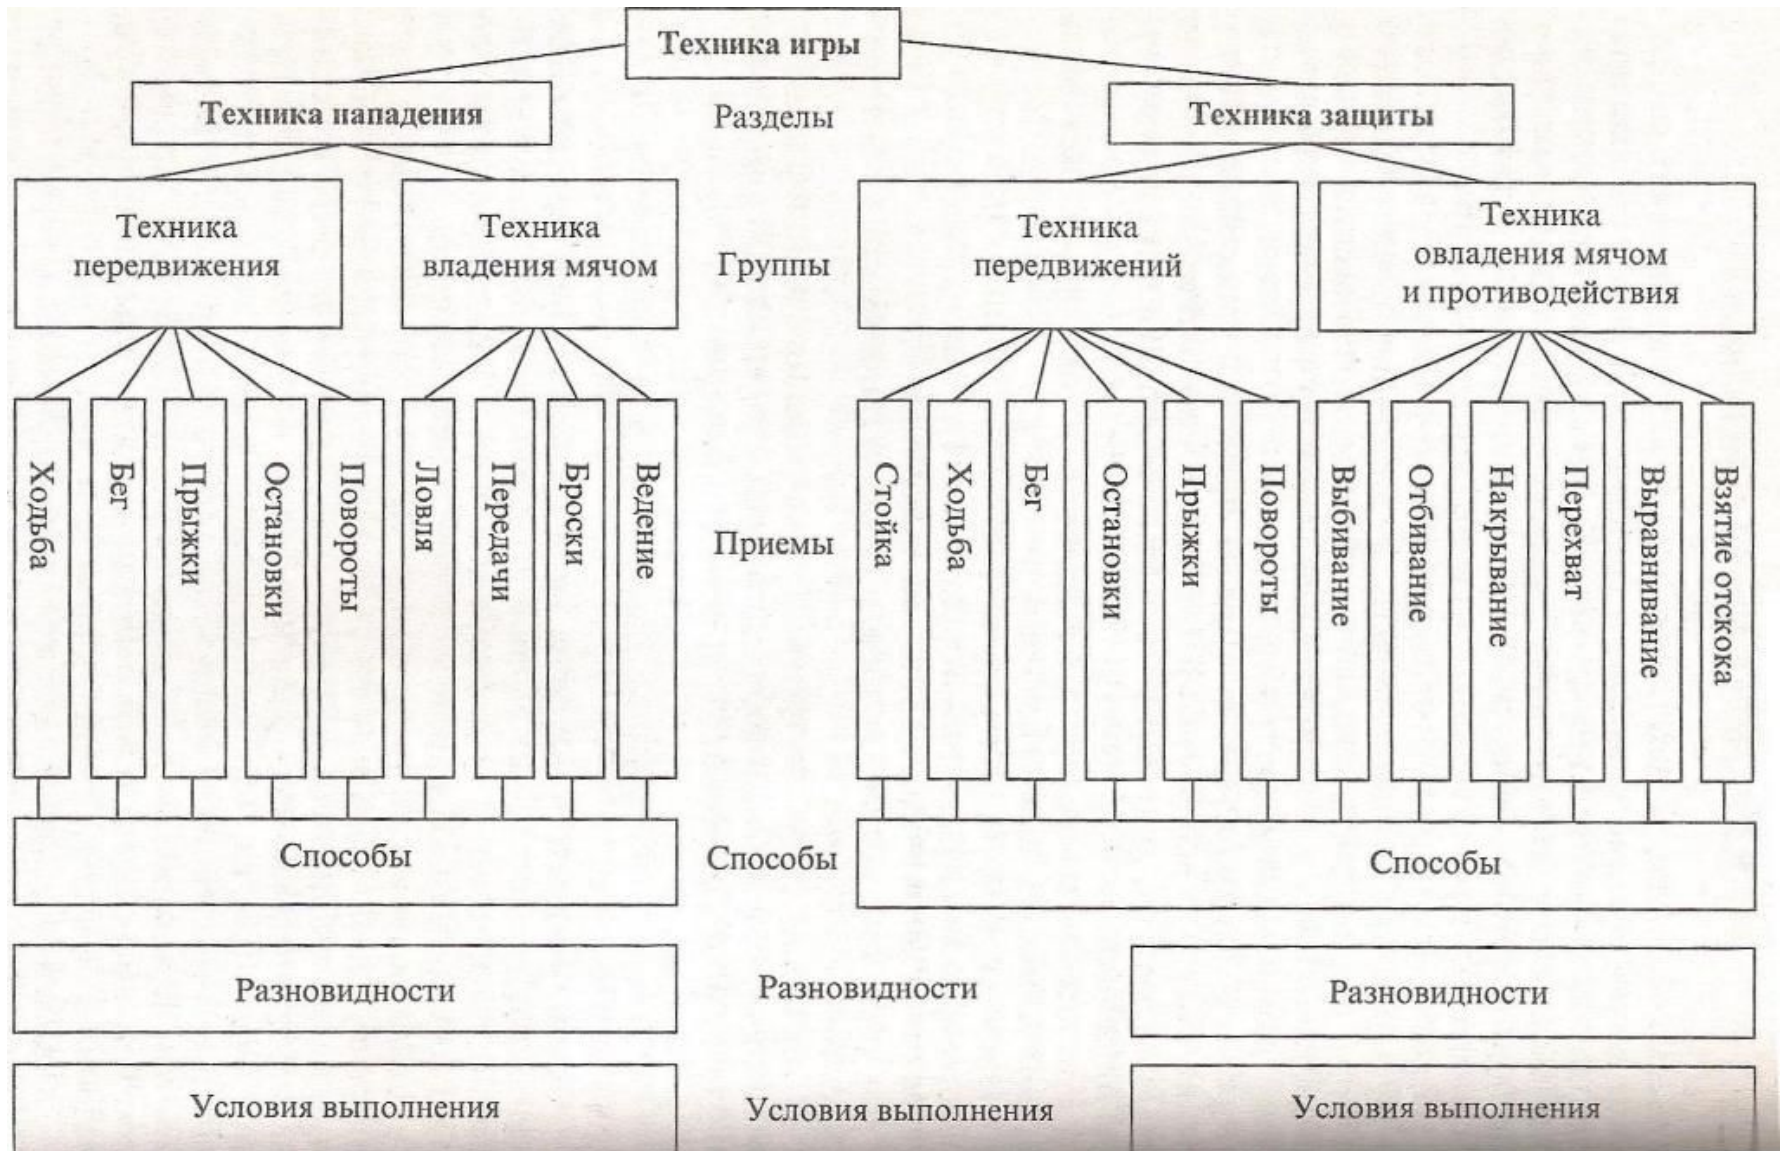 Техника игры
Техника нападения
Разделы
Техника защиты
Техника
передвижения
Техника
владения мячом
Группы
Техника
передвижений
Техника
овладения мячом
и противодействия
Ходьба
Бег
Прыжки
Остановки
Повороты
Ловля
Передачи
Броски
Ведение
Приемы
Стойка
Ходьба
Бег
Остановки
Прыжки
Повороты
Выбивание
Отбивание
Накрывание
Перехват
Выравнивание
Взятие отскока
Способы
Способы
Способы
Разновидности
Разновидности
Разновидности
Условия выполнения
Условия выполнения
Условия выполнения